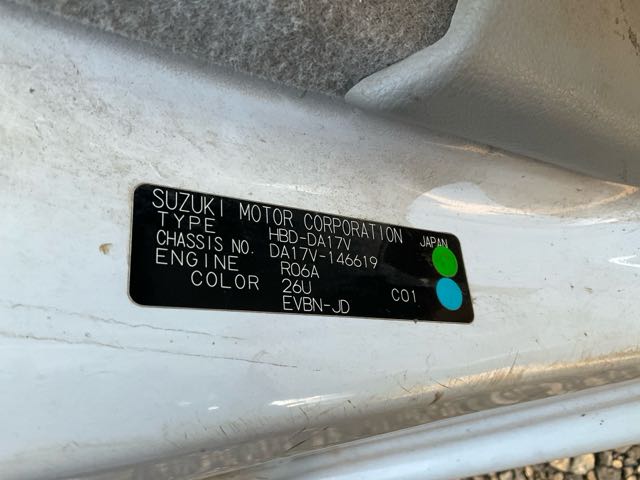 SUZUKI MOTOR CORPORATION
JAPAN
TYPE HBD-DA17V
CHASSIS NO. DA17V-146619
ENGINE R06A
COLOR 26U C01
EVBN-JD